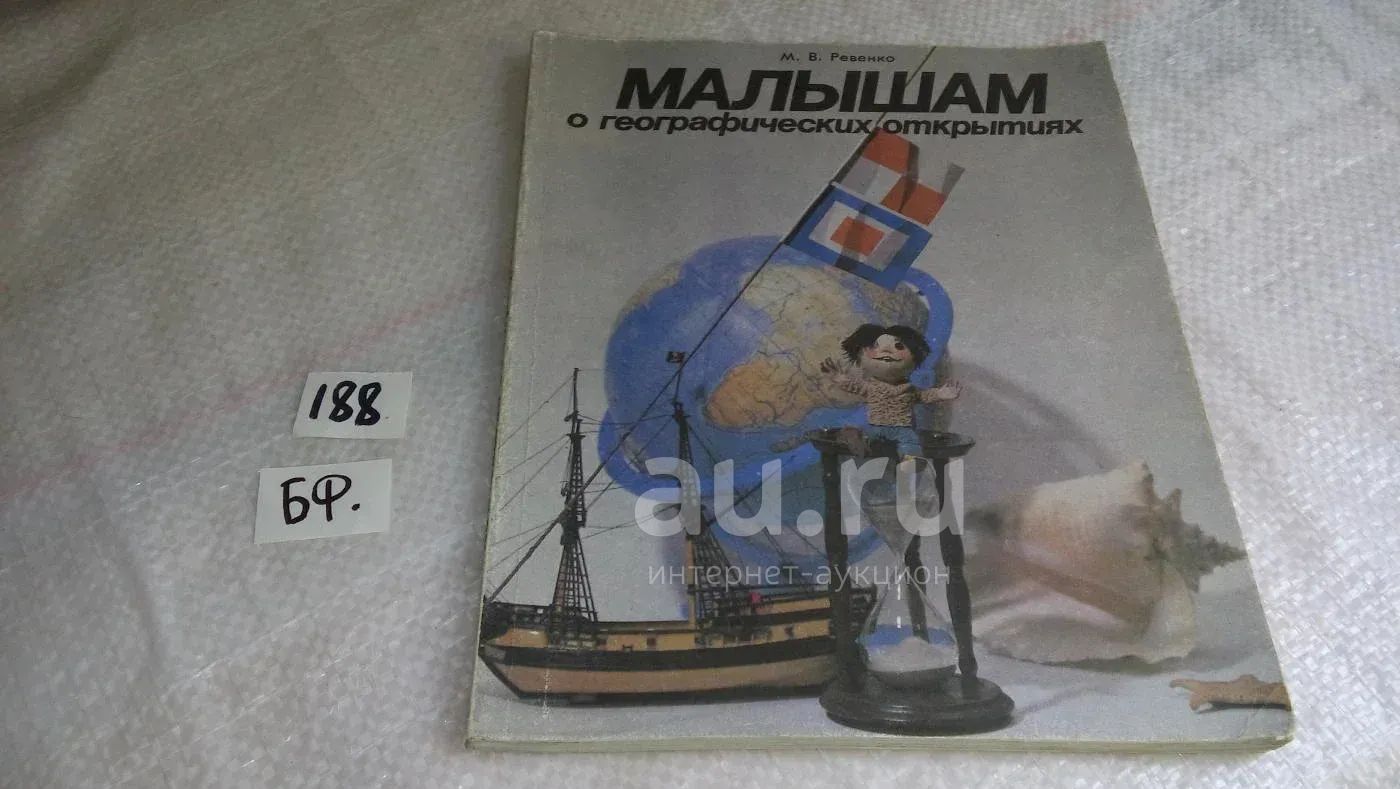 М. В. Ревенко
МАЛЫШАМ
о географических открытиях
188
БФ.
au.ru
интернет-аукцион